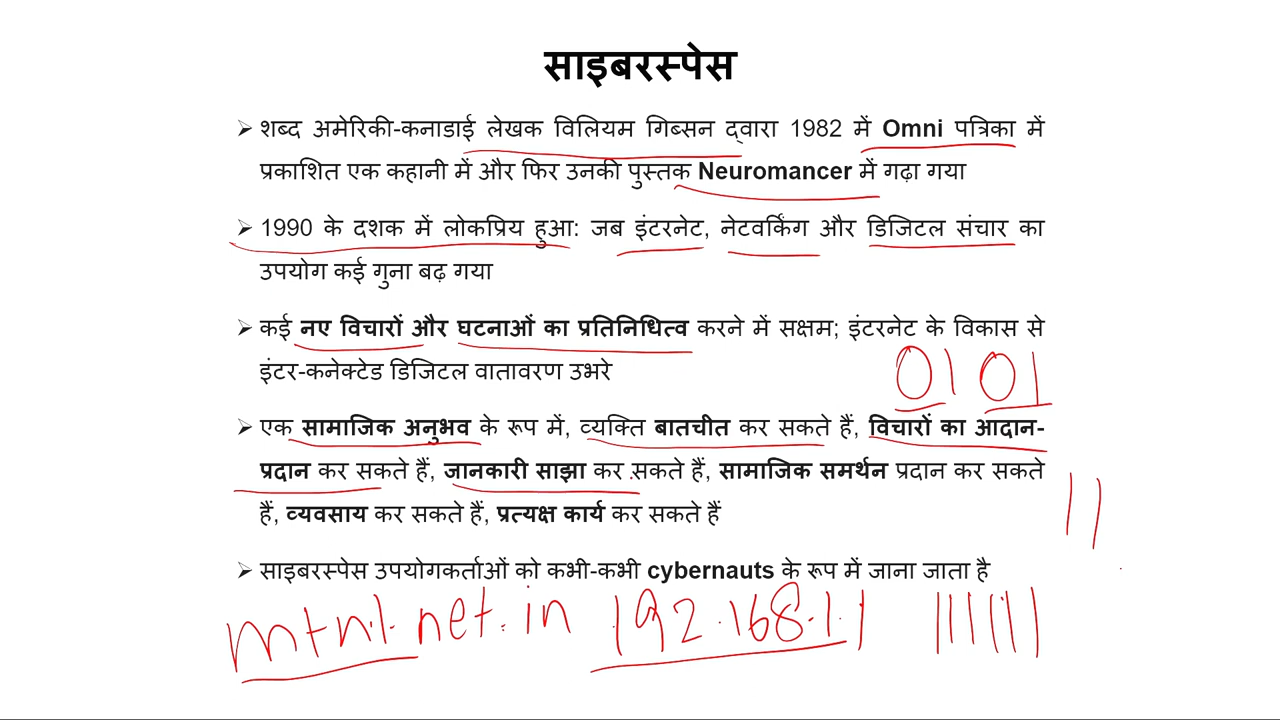 साइबरस्पेस
➢ शब्द अमेरिकी-कनाडाई लेखक विलियम गिब्सन द्वारा 1982 में Omni पत्रिका में
प्रकाशित एक कहानी में और फिर उनकी पुस्तक Neuromancer में गढ़ा गया
➢ 1990 के दशक में लोकप्रिय हुआ: जब इंटरनेट, नेटवर्किंग और डिजिटल संचार का
उपयोग कई गुना बढ़ गया
➢ कई नए विचारों और घटनाओं का प्रतिनिधित्व करने में सक्षम; इंटरनेट के विकास से
इंटर-कनेक्टेड डिजिटल वातावरण उभरे
0101
➢ एक सामाजिक अनुभव के रूप में, व्यक्ति बातचीत कर सकते हैं, विचारों का आदान-
प्रदान कर सकते हैं, जानकारी साझा कर सकते हैं, सामाजिक समर्थन प्रदान कर सकते
हैं, व्यवसाय कर सकते हैं, प्रत्यक्ष कार्य कर सकते हैं
11
➢ साइबरस्पेस उपयोगकर्ताओं को कभी-कभी cybernauts के रूप में जाना जाता है
mtnl.net.in 192.168.1.1 111111